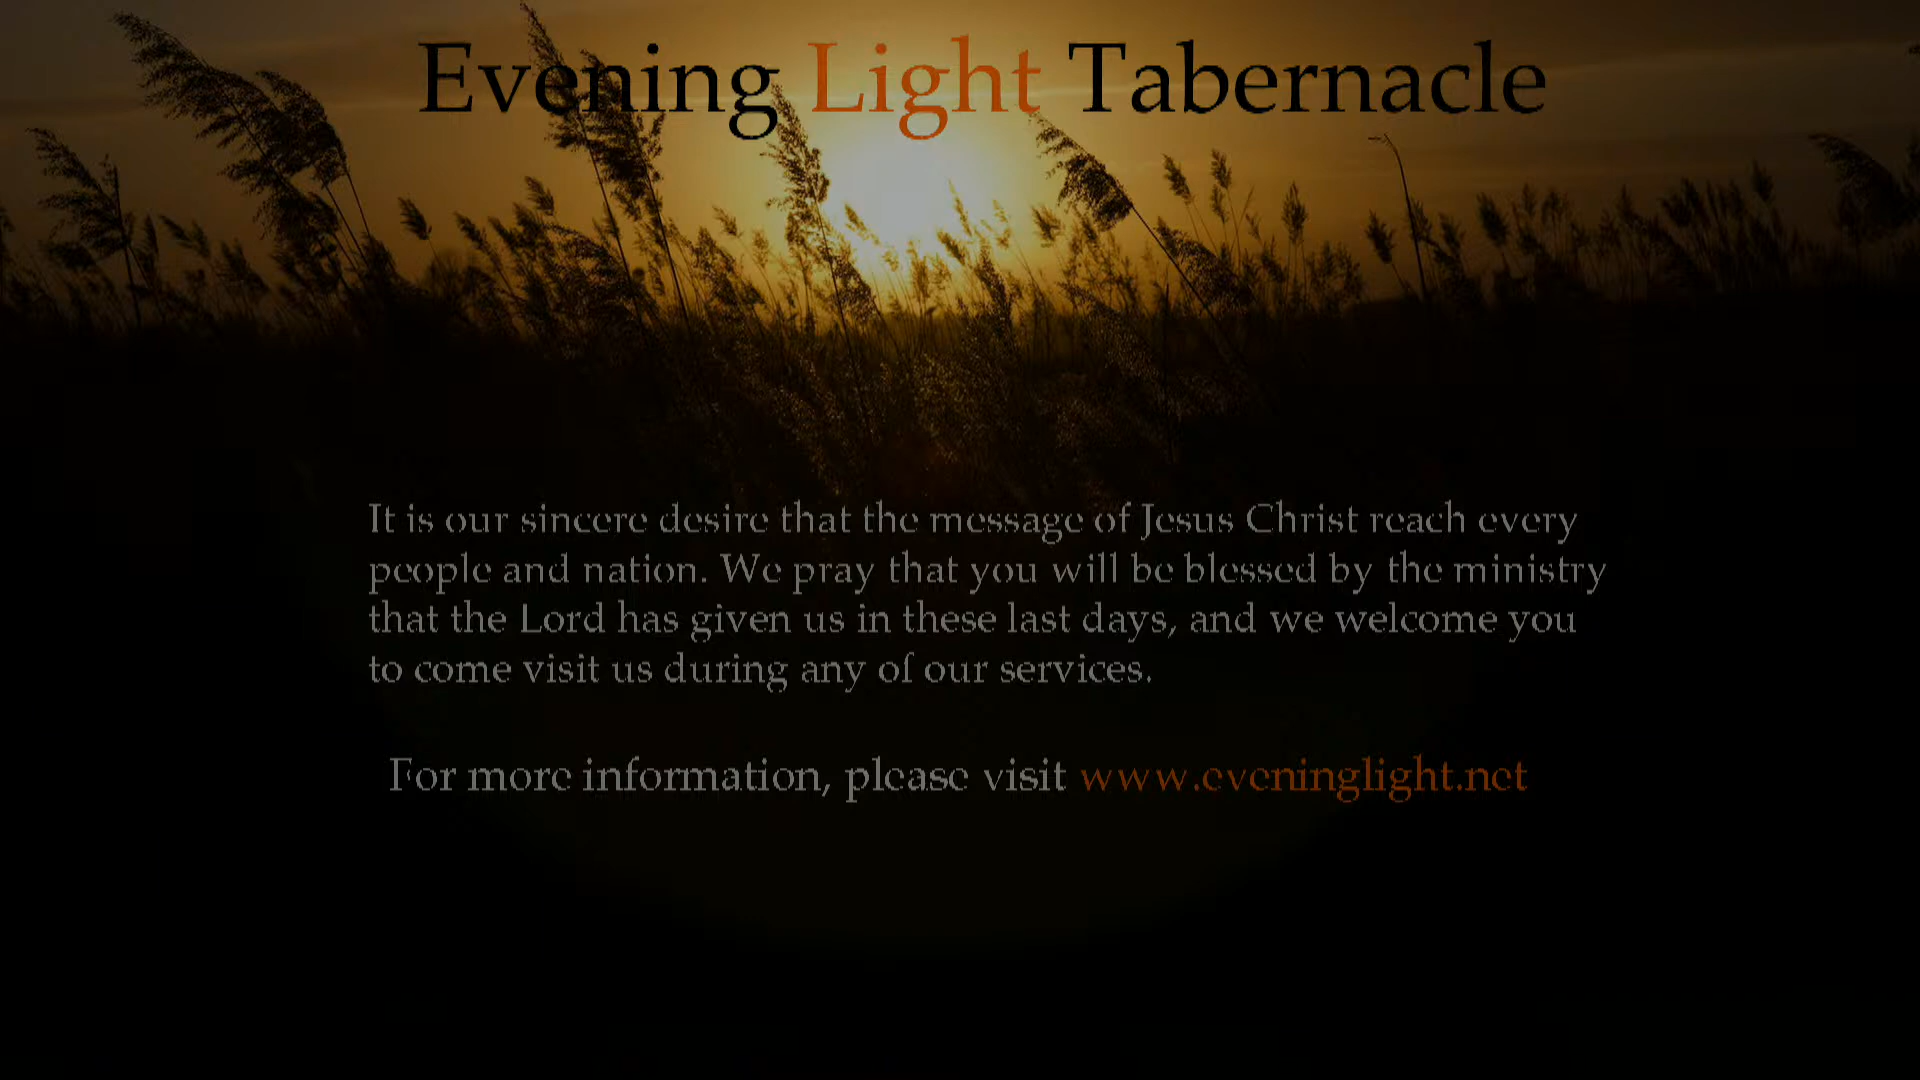 Evening Light Tabernacle
It is our sincere desire that the message of Jesus Christ reach every
people and nation. We pray that you will be blessed by the ministry
that the Lord has given us in these last days, and we welcome you
to come visit us during any of our services.
For more information, please visit www.eveninglight.net